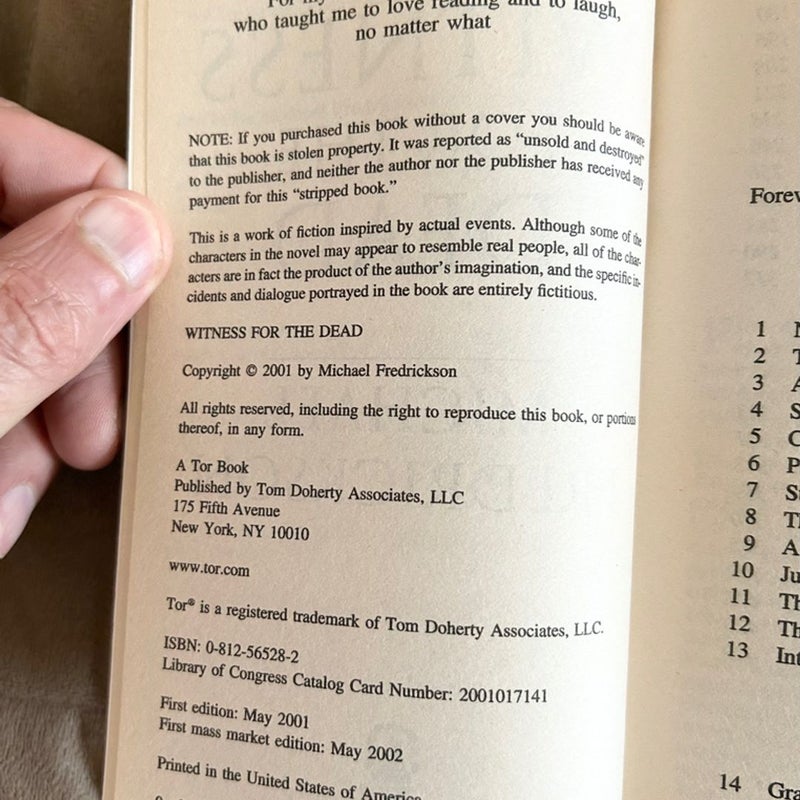 who taught me to love reading and to laugh,
no matter what
NOTE: If you purchased this book without a cover you should be aware
that this book is stolen property. It was reported as “unsold and destroyed”
to the publisher, and neither the author nor the publisher has received any
payment for this “stripped book.”
This is a work of fiction inspired by actual events. Although some of the
characters in the novel may appear to resemble real people, all of the char-
acters are in fact the product of the author’s imagination, and the specific in-
cidents and dialogue portrayed in the book are entirely fictitious.
WITNESS FOR THE DEAD
Copyright © 2001 by Michael Fredrickson
All rights reserved, including the right to reproduce this book, or portions
thereof, in any form.
A Tor Book
Published by Tom Doherty Associates, LLC
175 Fifth Avenue
New York, NY 10010
www.tor.com
Tor® is a registered trademark of Tom Doherty Associates, LLC.
ISBN: 0-812-56528-2
Library of Congress Catalog Card Number: 2001017141
First edition: May 2001
First mass market edition: May 2002
Printed in the United States of America
Forev
1
2 T
3 A
4 S
5 C
6 P
7 St
8 Th
9 A
10 Ju
11 Th
12 Th
13 Int
14 Gra